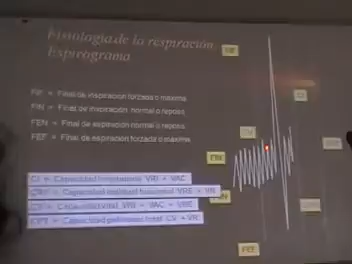 Fisiología de la respiración
Espirograma
FIF
FIF = Final de inspiración forzada o máxima
FIN = Final de inspiración normal o reposo
FEN = Final de espiración normal o reposo
FEF = Final de espiración forzada o máxima
CI
FIN
CI = Capacidad inspiratoria VRI + VAC
CRF = Capacidad residual funcional VRE + VR
CV = Capacidad vital VRI + VAC + VRE
CPT = Capacidad pulmonar total CV + VR
FEF